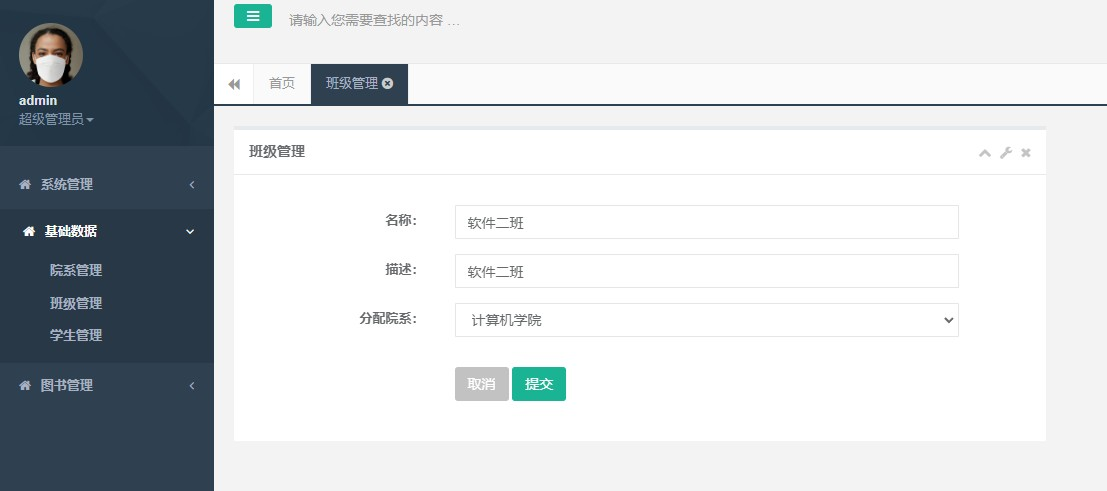 请输入您需要查找的内容 …
admin
超级管理员
首页
班级管理
系统管理
基础数据
院系管理
班级管理
学生管理
图书管理
班级管理
名称：
软件二班
描述：
软件二班
分配院系：
计算机学院
取消 提交